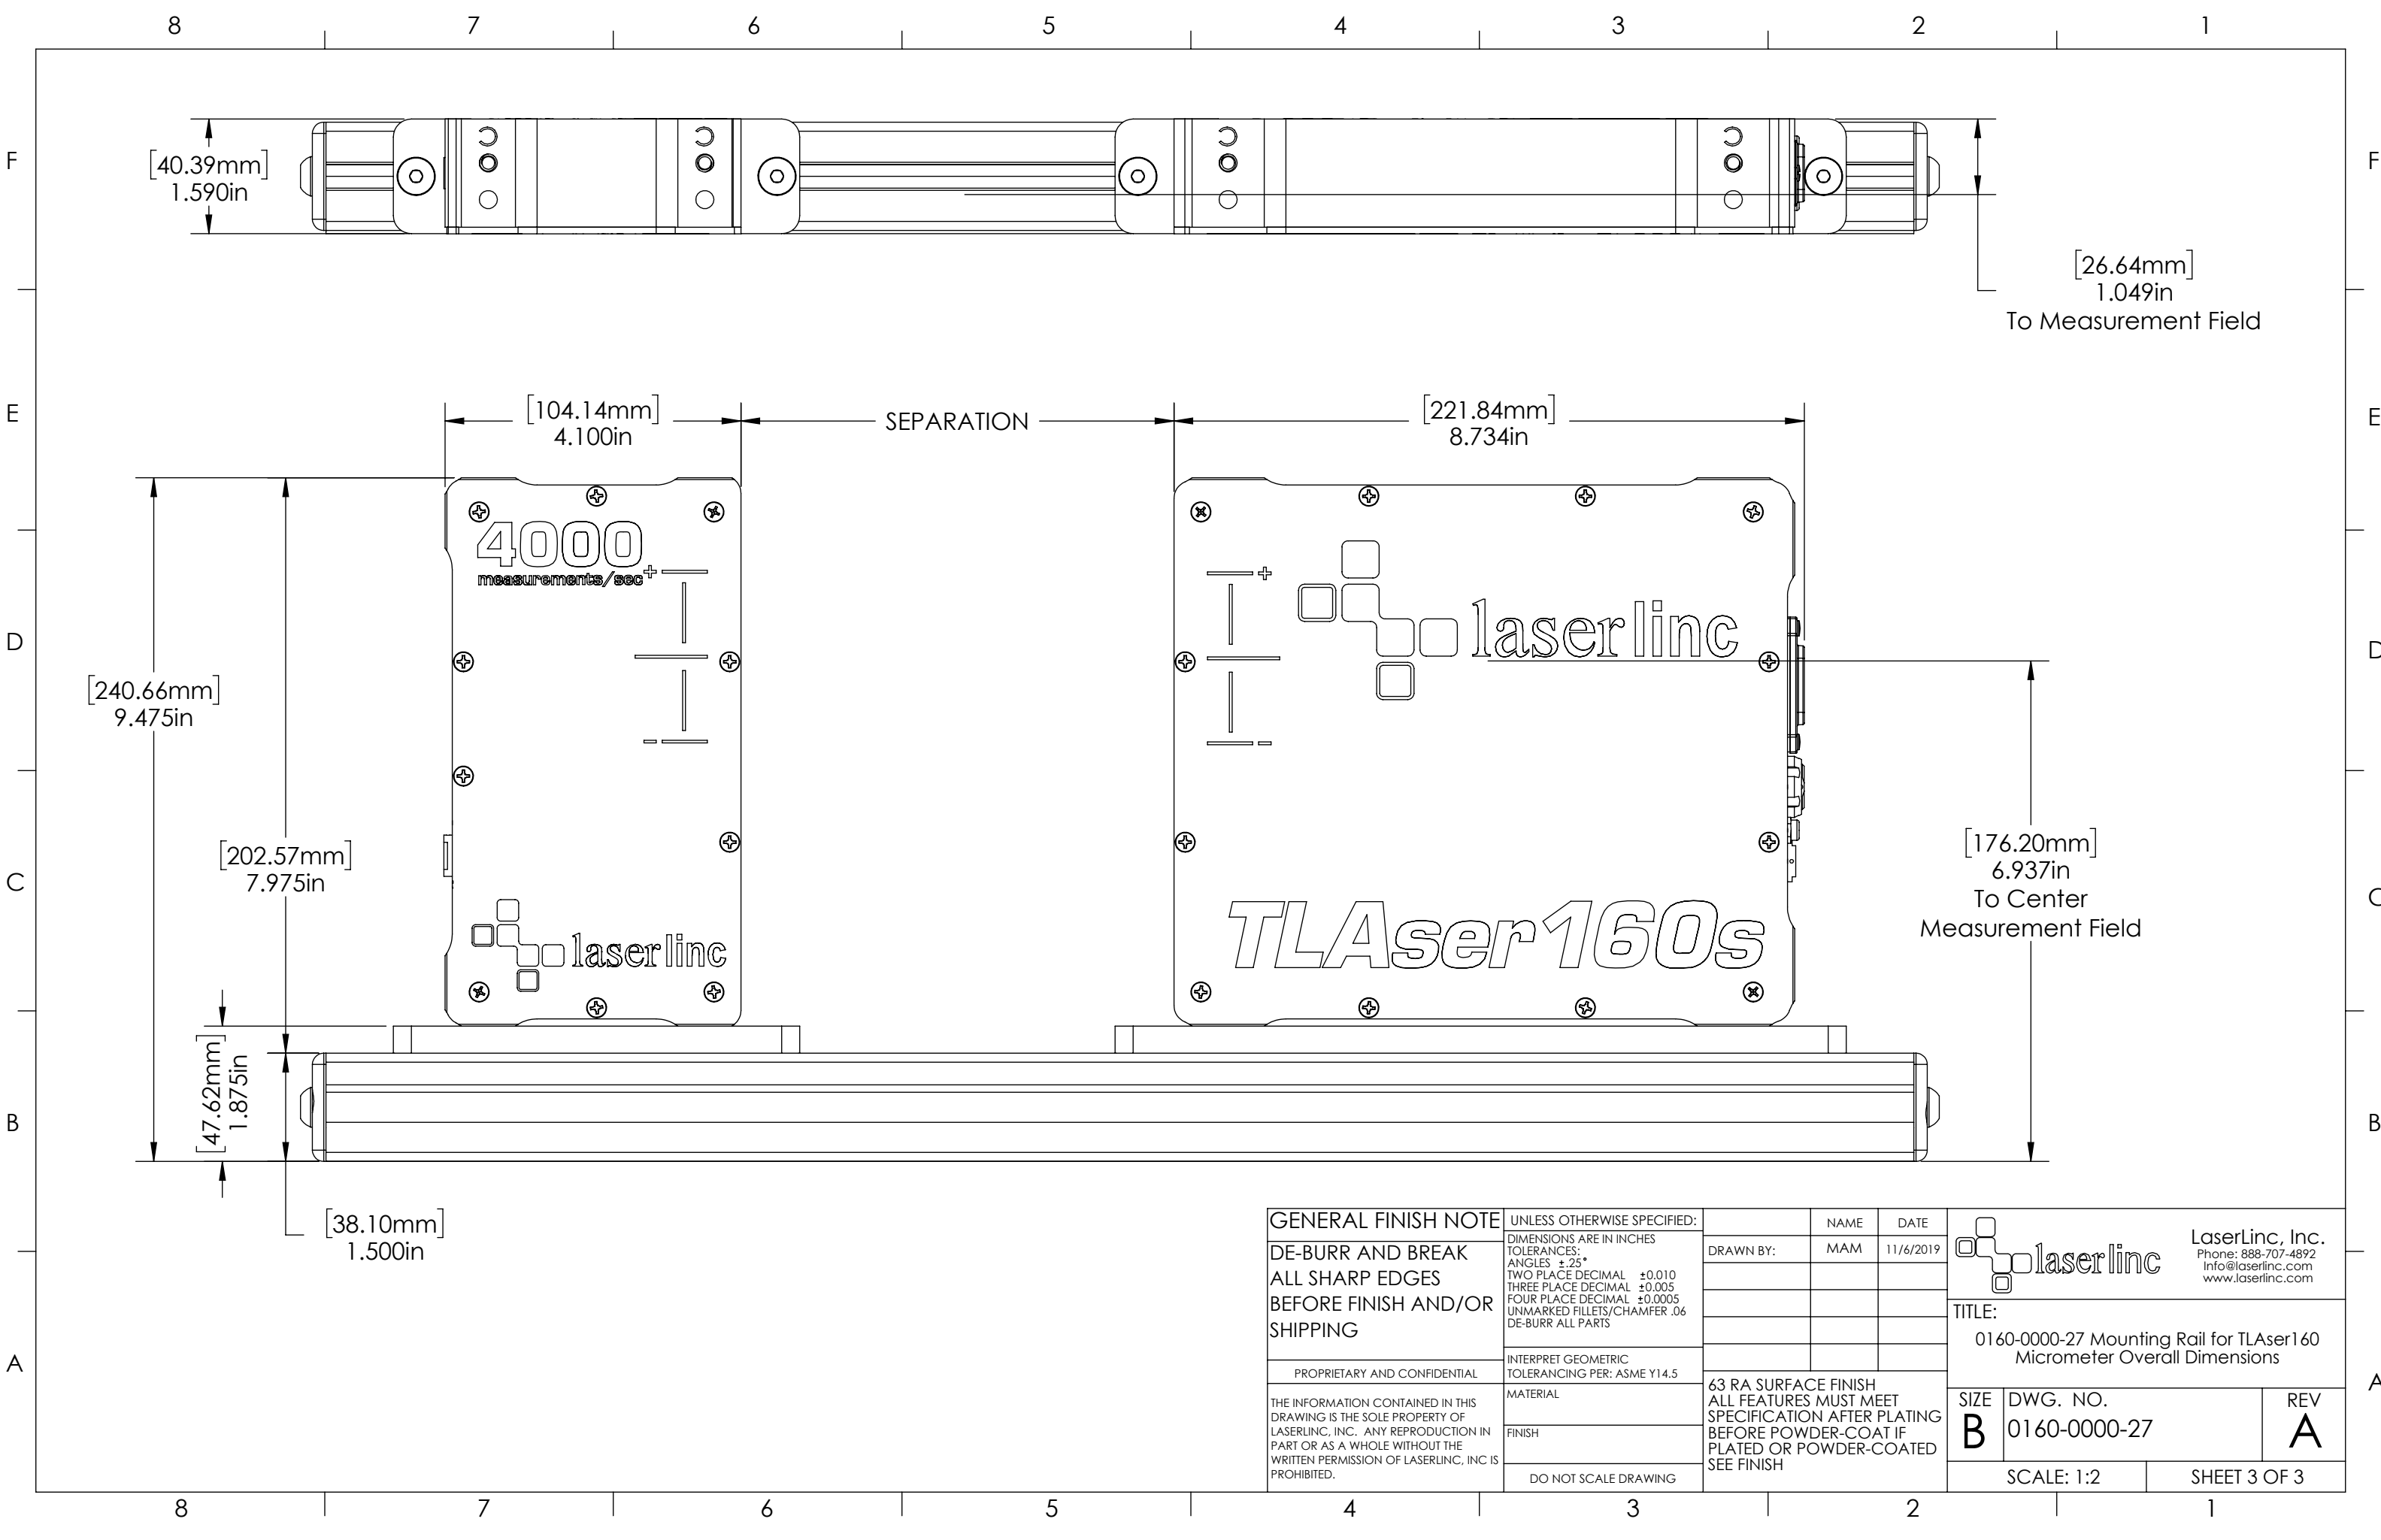 8 7 6 5 4 3 2 1
F F
[40.39mm]
1.590in
[26.64mm]
1.049in
To Measurement Field
E E
[104.14mm]
4.100in
SEPARATION
[221.84mm]
8.734in
4000
measurements/sec
+
-
+
-
laserlinc
D D
[240.66mm]
9.475in
[202.57mm]
7.975in
[176.20mm]
6.937in
To Center
Measurement Field
C C
laserlinc
TLAser160s
[47.62mm]
1.875in
B B
[38.10mm]
1.500in
A A
GENERAL FINISH NOTE
DE-BURR AND BREAK
ALL SHARP EDGES
BEFORE FINISH AND/OR
SHIPPING
PROPRIETARY AND CONFIDENTIAL
THE INFORMATION CONTAINED IN THIS
DRAWING IS THE SOLE PROPERTY OF
LASERLINC, INC. ANY REPRODUCTION IN
PART OR AS A WHOLE WITHOUT THE
WRITTEN PERMISSION OF LASERLINC, INC IS
PROHIBITED.
UNLESS OTHERWISE SPECIFIED:
DIMENSIONS ARE IN INCHES
TOLERANCES:
ANGLES ±.25°
TWO PLACE DECIMAL ±0.010
THREE PLACE DECIMAL ±0.005
FOUR PLACE DECIMAL ±0.0005
UNMARKED FILLETS/CHAMFER .06
DE-BURR ALL PARTS
INTERPRET GEOMETRIC
TOLERANCING PER: ASME Y14.5
MATERIAL
FINISH
DO NOT SCALE DRAWING
NAME DATE
DRAWN BY: MAM 11/6/2019
63 RA SURFACE FINISH
ALL FEATURES MUST MEET
SPECIFICATION AFTER PLATING
BEFORE POWDER-COAT IF
PLATED OR POWDER-COATED
SEE FINISH
laserlinc
LaserLinc, Inc.
Phone: 888-707-4892
Info@laserlinc.com
www.laserlinc.com
TITLE:
0160-0000-27 Mounting Rail for TLAser160
Micrometer Overall Dimensions
SIZE DWG. NO. REV
B 0160-0000-27 A
SCALE: 1:2 SHEET 3 OF 3
8 7 6 5 4 3 2 1